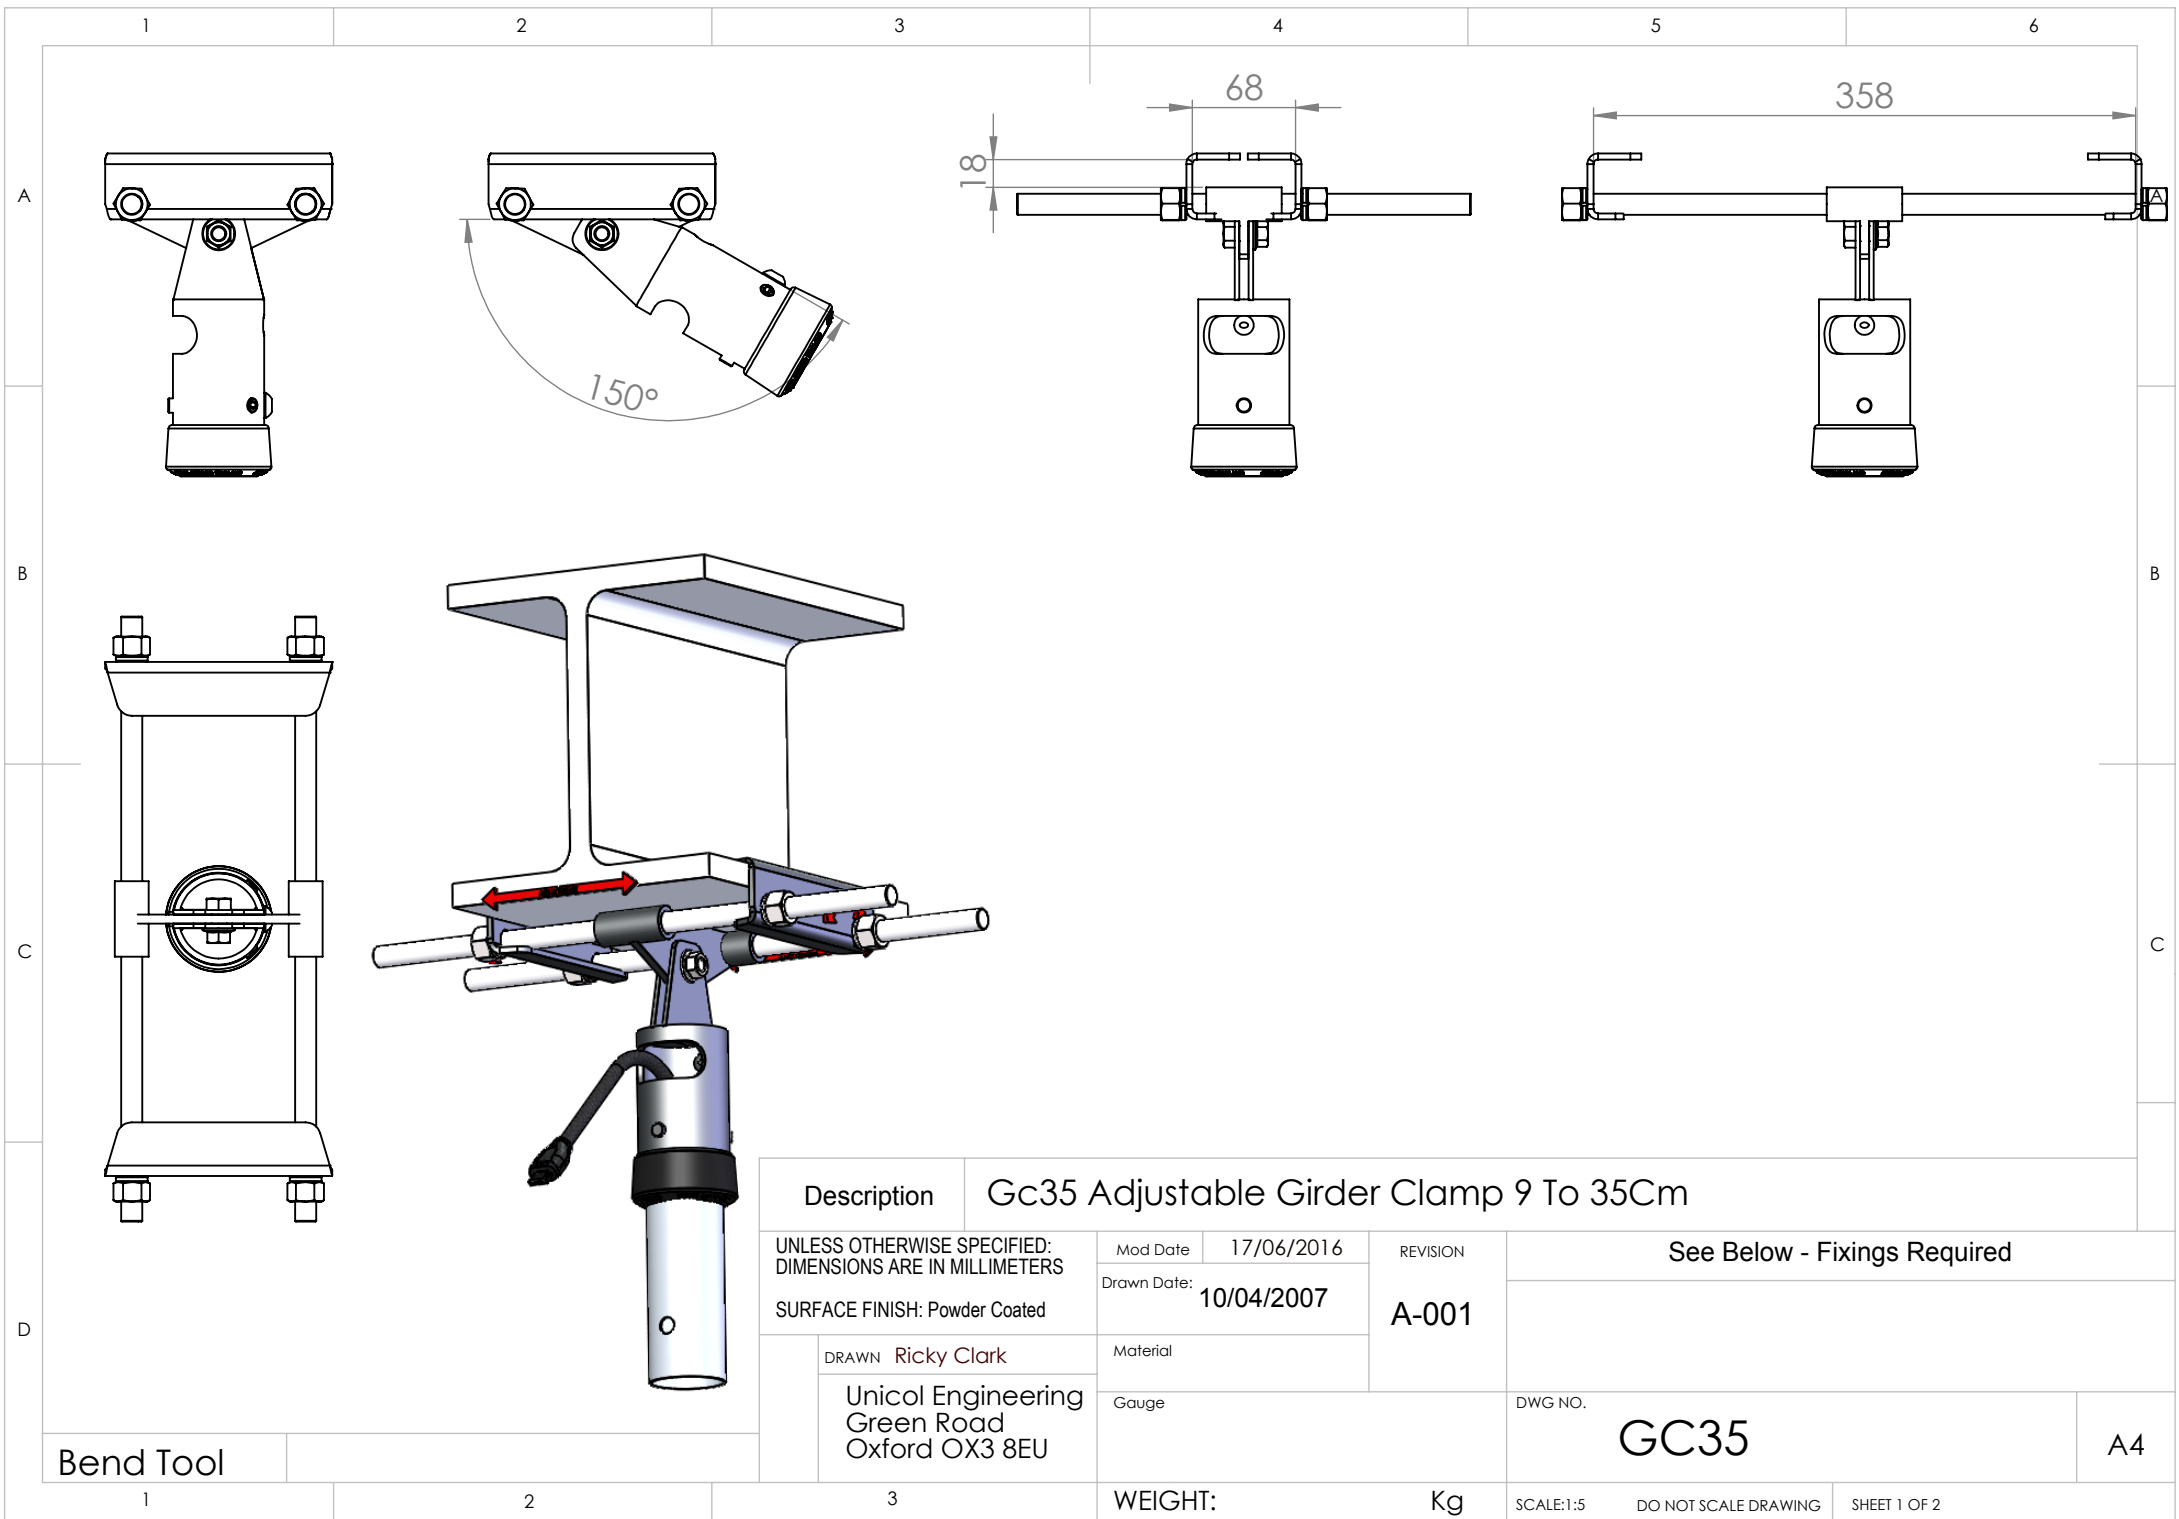 1 2 3 4 5 6
68
358
18
A
A
150°
B
B
C
C
D
Description
Gc35 Adjustable Girder Clamp 9 To 35Cm
UNLESS OTHERWISE SPECIFIED:
DIMENSIONS ARE IN MILLIMETERS
SURFACE FINISH: Powder Coated
Mod Date 17/06/2016
Drawn Date: 10/04/2007
REVISION
A-001
See Below - Fixings Required
DRAWN Ricky Clark
Unicol Engineering
Green Road
Oxford OX3 8EU
Material
Gauge
DWG NO.
GC35
A4
Bend Tool
WEIGHT: Kg
SCALE:1:5
DO NOT SCALE DRAWING
SHEET 1 OF 2
1 2 3